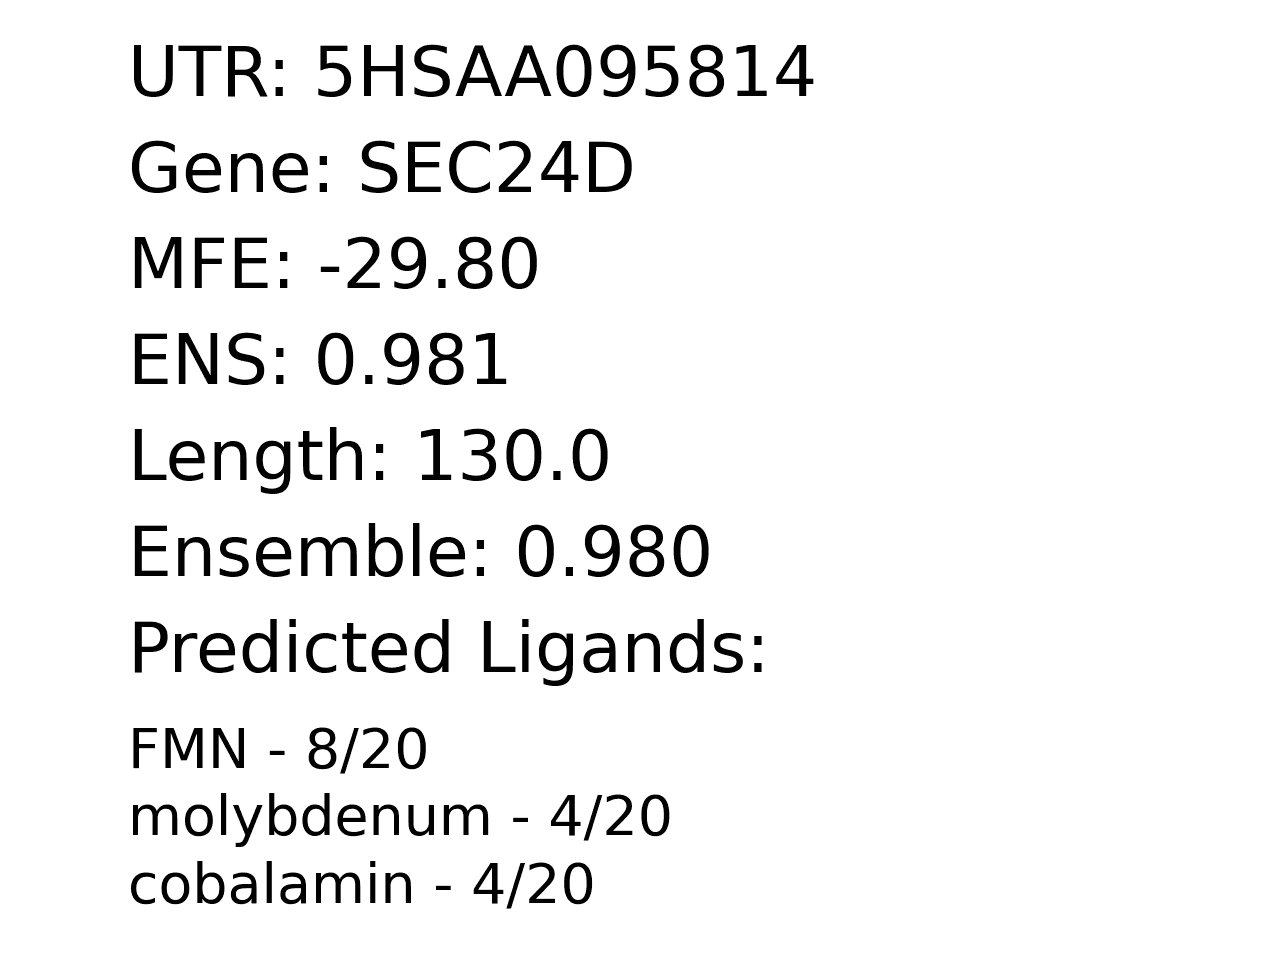 UTR: 5HSAA095814
Gene: SEC24D
MFE: -29.80
ENS: 0.981
Length: 130.0
Ensemble: 0.980
Predicted Ligands:
FMN - 8/20
molybdenum - 4/20
cobalamin - 4/20